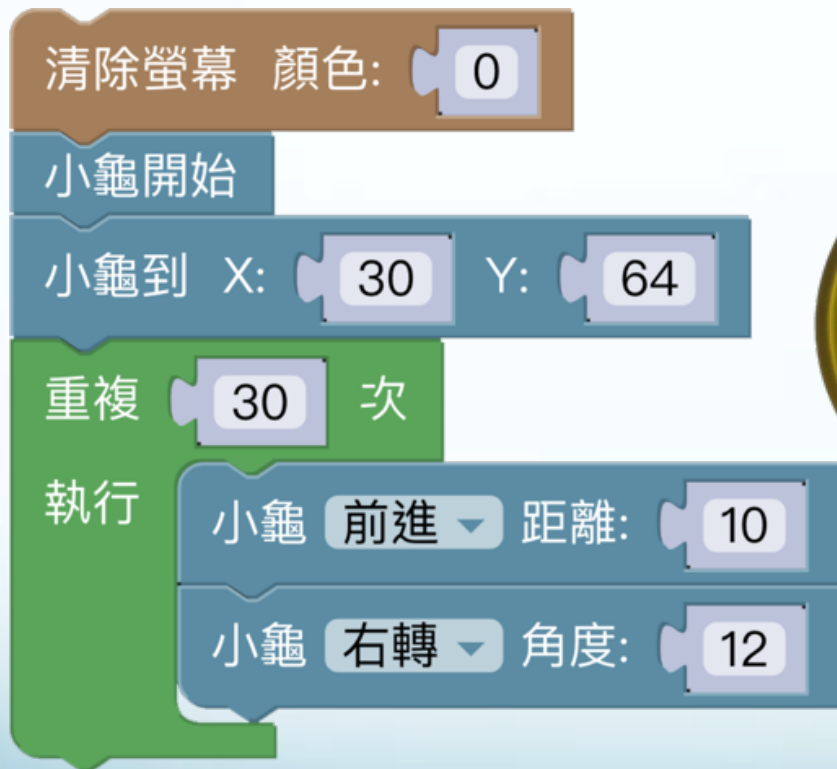 清除螢幕 顏色: 0
小龜開始
小龜到 X: 30 Y: 64
重複 30 次
執行
小龜 前進 距離: 10
小龜 右轉 角度: 12